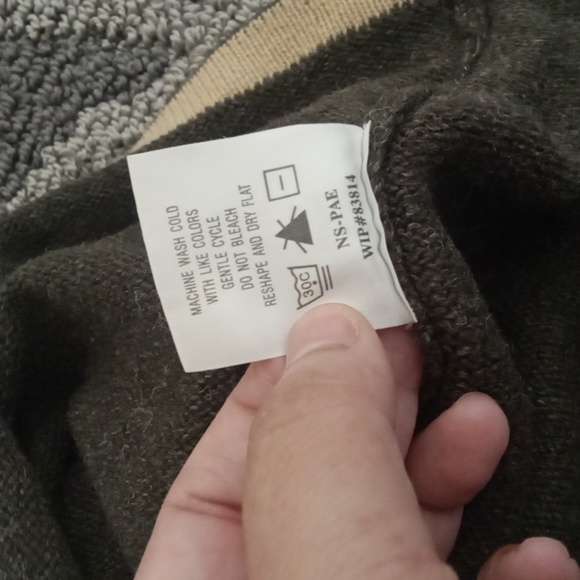 MACHINE WASH COLD
WITH LIKE COLORS
GENTLE CYCLE
DO NOT BLEACH
RESHAPE AND DRY FLAT
30C
NS-PAE
WIP#83814